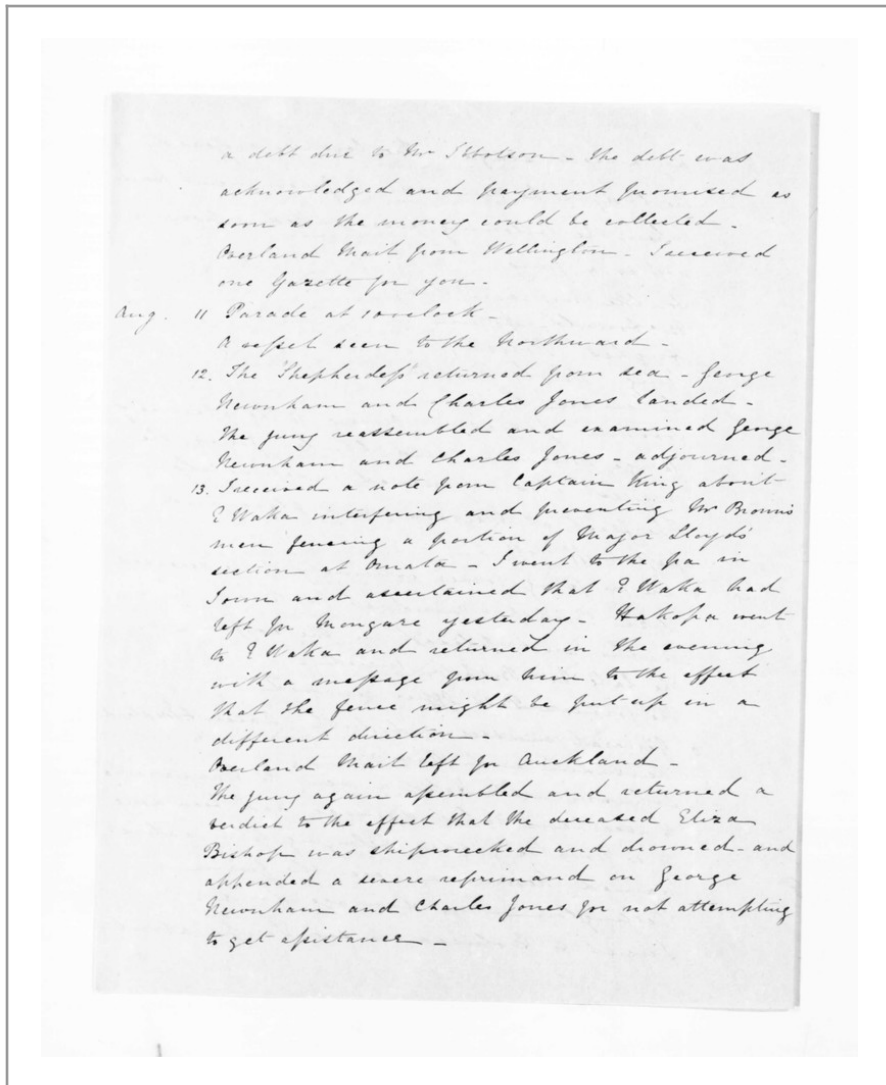 a debt due to Mr Ibbotson - the debt was
acknowledged and payment promised as
soon as the money could be collected -
Overland Mail from Wellington - I received
one Gazette for you -
Aug. 11 Parade at 10 oclock -
A vessel seen to the Northward -
12. The 'Shepherdess' returned from sea - George
Newnham and Charles Jones landed -
The jury reassembled and examined George
Newnham and Charles Jones - adjourned -
13. I received a note from Captain King about
E Waka interfering and preventing Mr Brown's
men fencing a portion of Major Lloyds'
section at Omata - I went to the pa in
Town and ascertained that E Waka had
left for Mongare yesterday - Hakopa went
to E Waka and returned in the evening
with a message from him to the effect
that the fence might be put up in a
different direction -
Overland Mail left for Auckland -
The jury again assembled and returned a
verdict to the effect that the deceased Eliza
Bishop was shipwrecked and drowned - and
appended a severe reprimand on George
Newnham and Charles Jones for not attempting
to get assistance -